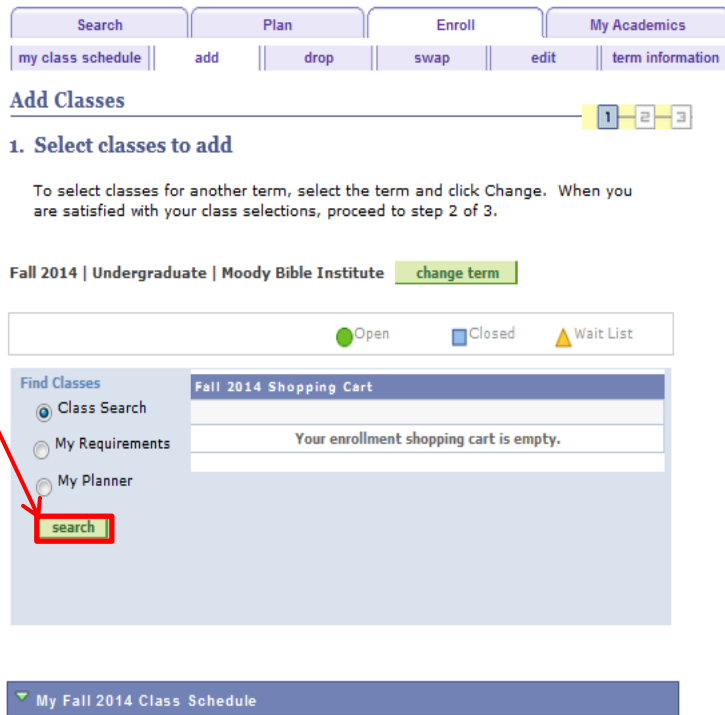 Search Plan Enroll My Academics
my class schedule add drop swap edit term information
Add Classes
1 2 3
1. Select classes to add
To select classes for another term, select the term and click Change. When you
are satisfied with your class selections, proceed to step 2 of 3.
Fall 2014 | Undergraduate | Moody Bible Institute change term
Open Closed Wait List
Find Classes
Class Search
My Requirements
My Planner
search
Fall 2014 Shopping Cart
Your enrollment shopping cart is empty.
My Fall 2014 Class Schedule